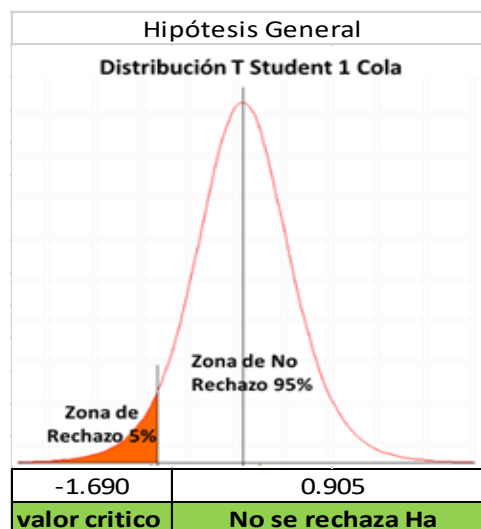 Hipótesis General
Distribución T Student 1 Cola
Zona de No
Rechazo 95%
Zona de
Rechazo 5%
-1.690 0.905
valor critico No se rechaza Ha